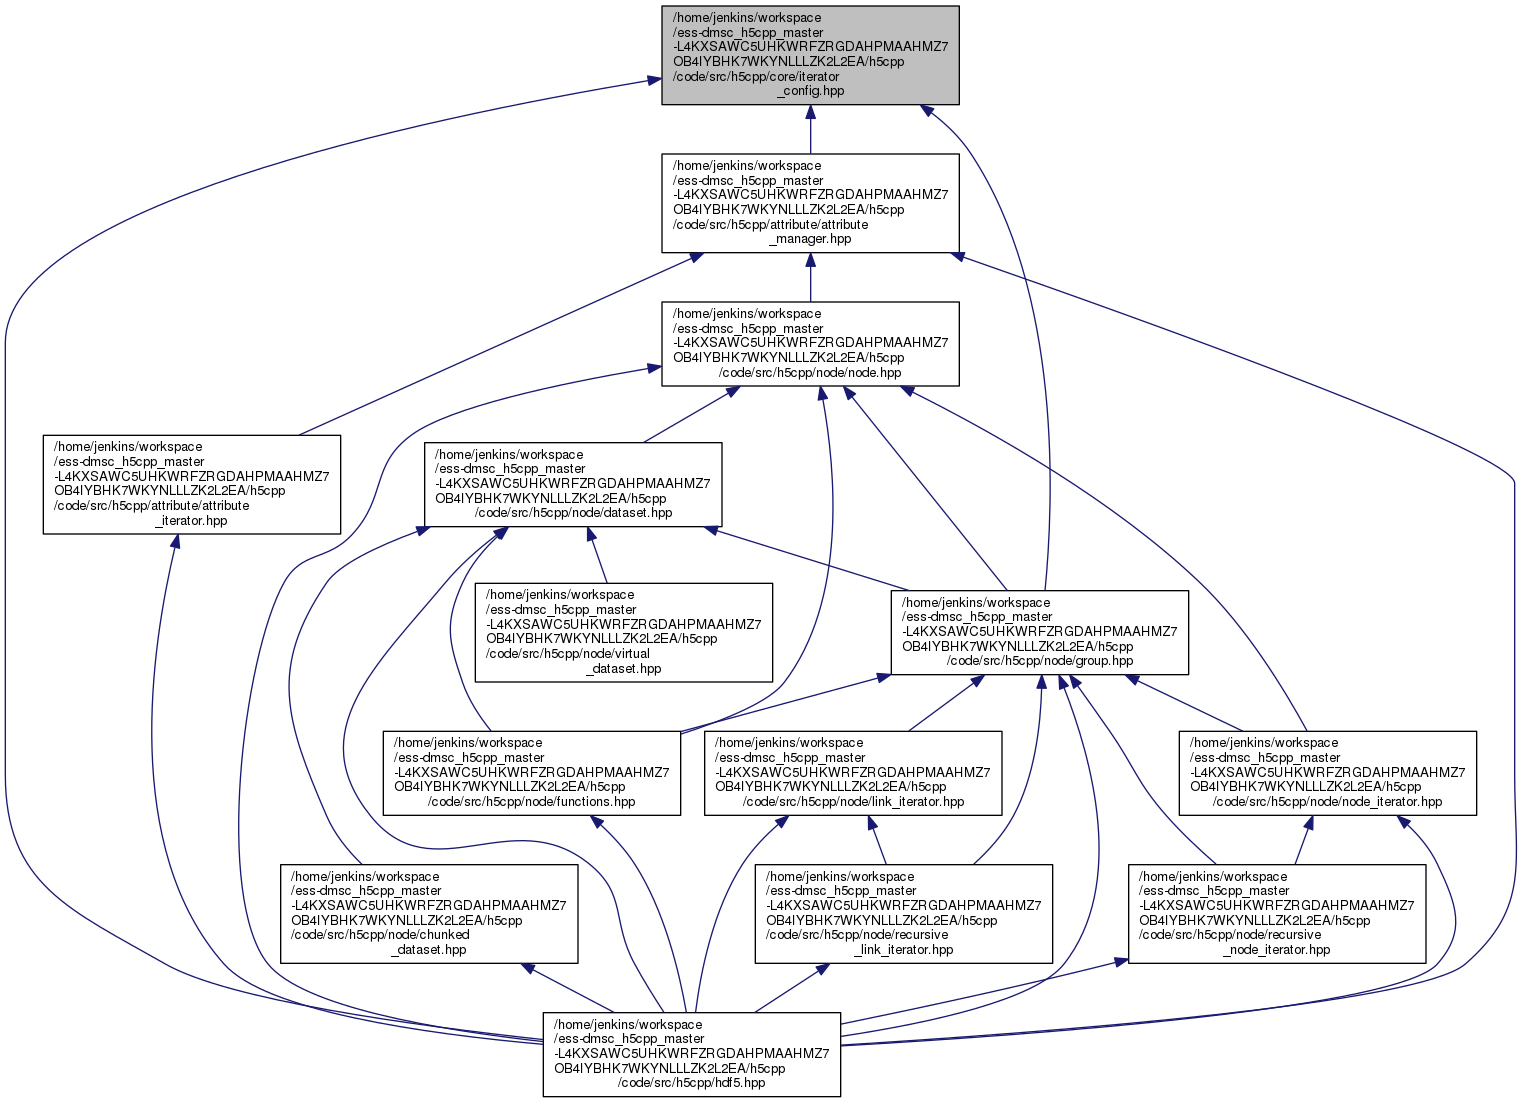 /home/jenkins/workspace
/ess-dmsc_h5cpp_master
-L4KXSAWC5UHKWRFZRGDAHPMAAHMZ7
OB4IYBHK7WKYNLLLZK2L2EA/h5cpp
/code/src/h5cpp/core/iterator
_config.hpp
/home/jenkins/workspace
/ess-dmsc_h5cpp_master
-L4KXSAWC5UHKWRFZRGDAHPMAAHMZ7
OB4IYBHK7WKYNLLLZK2L2EA/h5cpp
/code/src/h5cpp/attribute/attribute
_manager.hpp
/home/jenkins/workspace
/ess-dmsc_h5cpp_master
-L4KXSAWC5UHKWRFZRGDAHPMAAHMZ7
OB4IYBHK7WKYNLLLZK2L2EA/h5cpp
/code/src/h5cpp/node/node.hpp
/home/jenkins/workspace
/ess-dmsc_h5cpp_master
-L4KXSAWC5UHKWRFZRGDAHPMAAHMZ7
OB4IYBHK7WKYNLLLZK2L2EA/h5cpp
/code/src/h5cpp/attribute/attribute
_iterator.hpp
/home/jenkins/workspace
/ess-dmsc_h5cpp_master
-L4KXSAWC5UHKWRFZRGDAHPMAAHMZ7
OB4IYBHK7WKYNLLLZK2L2EA/h5cpp
/code/src/h5cpp/node/dataset.hpp
/home/jenkins/workspace
/ess-dmsc_h5cpp_master
-L4KXSAWC5UHKWRFZRGDAHPMAAHMZ7
OB4IYBHK7WKYNLLLZK2L2EA/h5cpp
/code/src/h5cpp/node/virtual
_dataset.hpp
/home/jenkins/workspace
/ess-dmsc_h5cpp_master
-L4KXSAWC5UHKWRFZRGDAHPMAAHMZ7
OB4IYBHK7WKYNLLLZK2L2EA/h5cpp
/code/src/h5cpp/node/group.hpp
/home/jenkins/workspace
/ess-dmsc_h5cpp_master
-L4KXSAWC5UHKWRFZRGDAHPMAAHMZ7
OB4IYBHK7WKYNLLLZK2L2EA/h5cpp
/code/src/h5cpp/node/functions.hpp
/home/jenkins/workspace
/ess-dmsc_h5cpp_master
-L4KXSAWC5UHKWRFZRGDAHPMAAHMZ7
OB4IYBHK7WKYNLLLZK2L2EA/h5cpp
/code/src/h5cpp/node/link_iterator.hpp
/home/jenkins/workspace
/ess-dmsc_h5cpp_master
-L4KXSAWC5UHKWRFZRGDAHPMAAHMZ7
OB4IYBHK7WKYNLLLZK2L2EA/h5cpp
/code/src/h5cpp/node/node_iterator.hpp
/home/jenkins/workspace
/ess-dmsc_h5cpp_master
-L4KXSAWC5UHKWRFZRGDAHPMAAHMZ7
OB4IYBHK7WKYNLLLZK2L2EA/h5cpp
/code/src/h5cpp/node/chunked
_dataset.hpp
/home/jenkins/workspace
/ess-dmsc_h5cpp_master
-L4KXSAWC5UHKWRFZRGDAHPMAAHMZ7
OB4IYBHK7WKYNLLLZK2L2EA/h5cpp
/code/src/h5cpp/node/recursive
_link_iterator.hpp
/home/jenkins/workspace
/ess-dmsc_h5cpp_master
-L4KXSAWC5UHKWRFZRGDAHPMAAHMZ7
OB4IYBHK7WKYNLLLZK2L2EA/h5cpp
/code/src/h5cpp/node/recursive
_node_iterator.hpp
/home/jenkins/workspace
/ess-dmsc_h5cpp_master
-L4KXSAWC5UHKWRFZRGDAHPMAAHMZ7
OB4IYBHK7WKYNLLLZK2L2EA/h5cpp
/code/src/h5cpp/hdf5.hpp